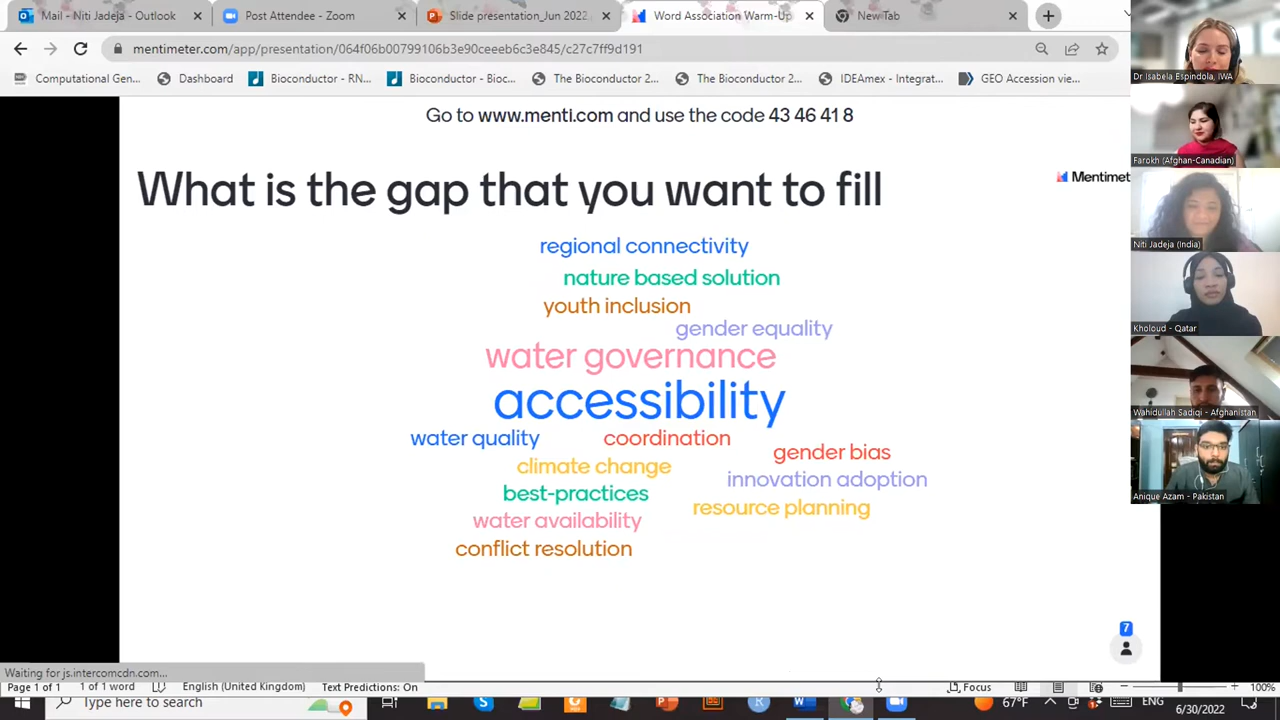 Mail - Niti Jadeja - Outlook
Post Attendee - Zoom
Slide presentation_Jun 2022.
Word Association Warm-Up
New Tab
mentimeter.com/app/presentation/064f06b00799106b3e90ceeeb6c3e845/c27c7ff9d191
Computational Gen...
Dashboard
Bioconductor - RN...
Bioconductor - Bioc...
The Bioconductor 2...
The Bioconductor 2...
IDEAmex - Integrat...
GEO Accession vie...
Go to www.menti.com and use the code 43 46 41 8
What is the gap that you want to fill
Mentimet
regional connectivity
nature based solution
youth inclusion
gender equality
water governance
accessibility
water quality
coordination
gender bias
climate change
innovation adoption
best-practices
resource planning
water availability
conflict resolution
7
Dr Isabela Espindola, IWA
Farokh (Afghan-Canadian)
Niti Jadeja (India)
Kholoud - Qatar
Wahidullah Sadiqi - Afghanistan
Anique Azam - Pakistan
Waiting for js.intercomcdn.com...
Page 1 of 1
1 of 1 word
English (United Kingdom)
Text Predictions: On
Focus
100%
Type here to search
67°F
ENG
6/30/2022